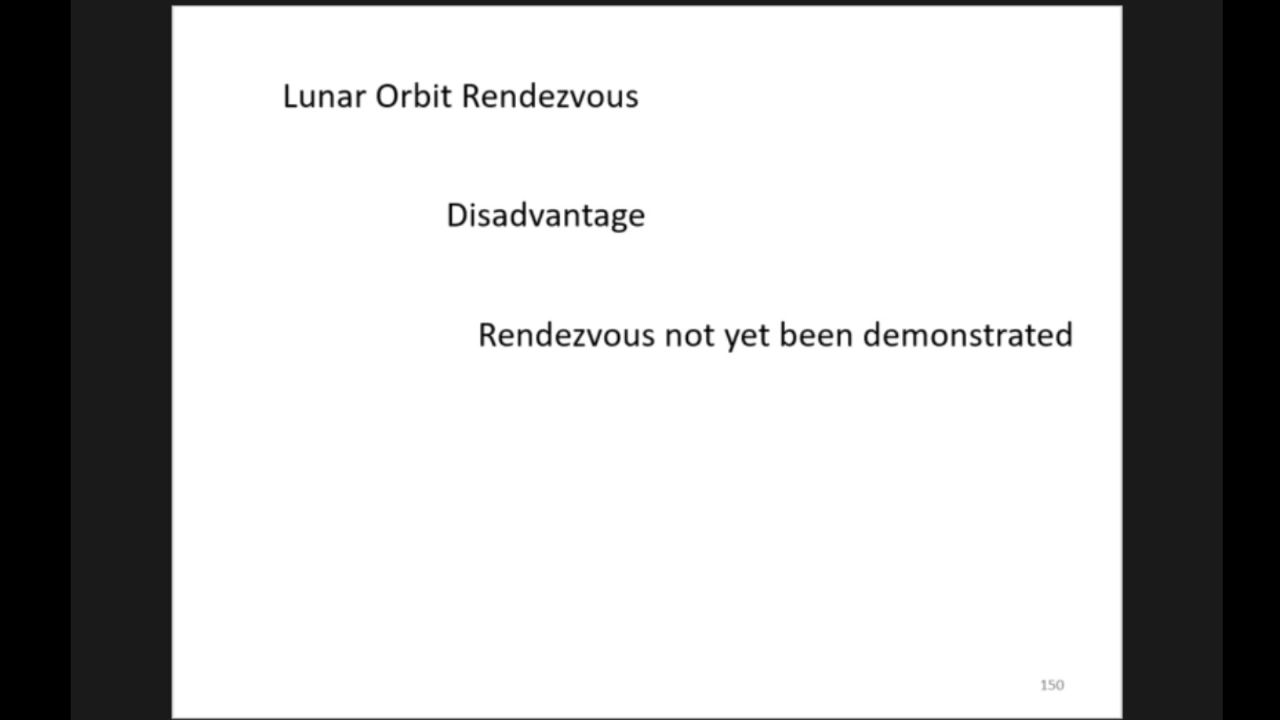 Lunar Orbit Rendezvous
Disadvantage
Rendezvous not yet been demonstrated
150